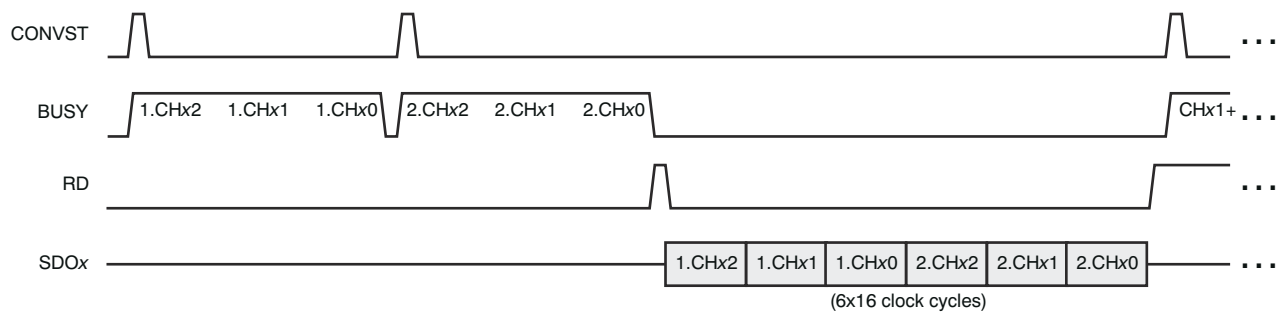 CONVST
. . .
BUSY 1.CHx2 1.CHx1 1.CHx0 2.CHx2 2.CHx1 2.CHx0 CHx1+ . . .
RD . . .
SDOx 1.CHx2 1.CHx1 1.CHx0 2.CHx2 2.CHx1 2.CHx0 . . .
(6x16 clock cycles)